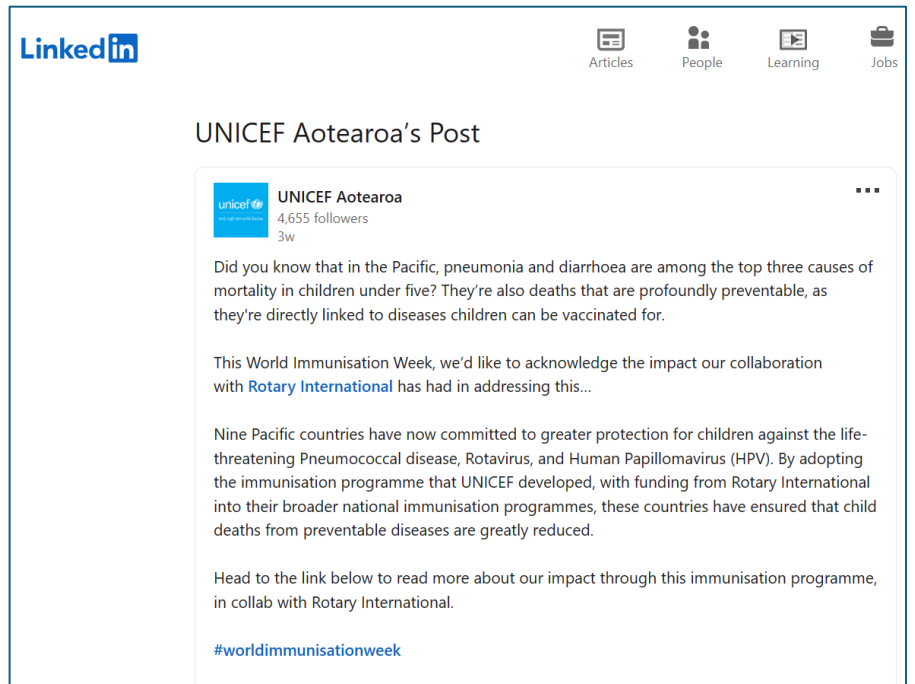 Linked in
Articles People Learning Jobs
UNICEF Aotearoa's Post
unicef
UNICEF Aotearoa
4,655 followers
3w
Did you know that in the Pacific, pneumonia and diarrhoea are among the top three causes of
mortality in children under five? They're also deaths that are profoundly preventable, as
they're directly linked to diseases children can be vaccinated for.
This World Immunisation Week, we'd like to acknowledge the impact our collaboration
with Rotary International has had in addressing this...
Nine Pacific countries have now committed to greater protection for children against the life-
threatening Pneumococcal disease, Rotavirus, and Human Papillomavirus (HPV). By adopting
the immunisation programme that UNICEF developed, with funding from Rotary International
into their broader national immunisation programmes, these countries have ensured that child
deaths from preventable diseases are greatly reduced.
Head to the link below to read more about our impact through this immunisation programme,
in collab with Rotary International.
#worldimmunisationweek